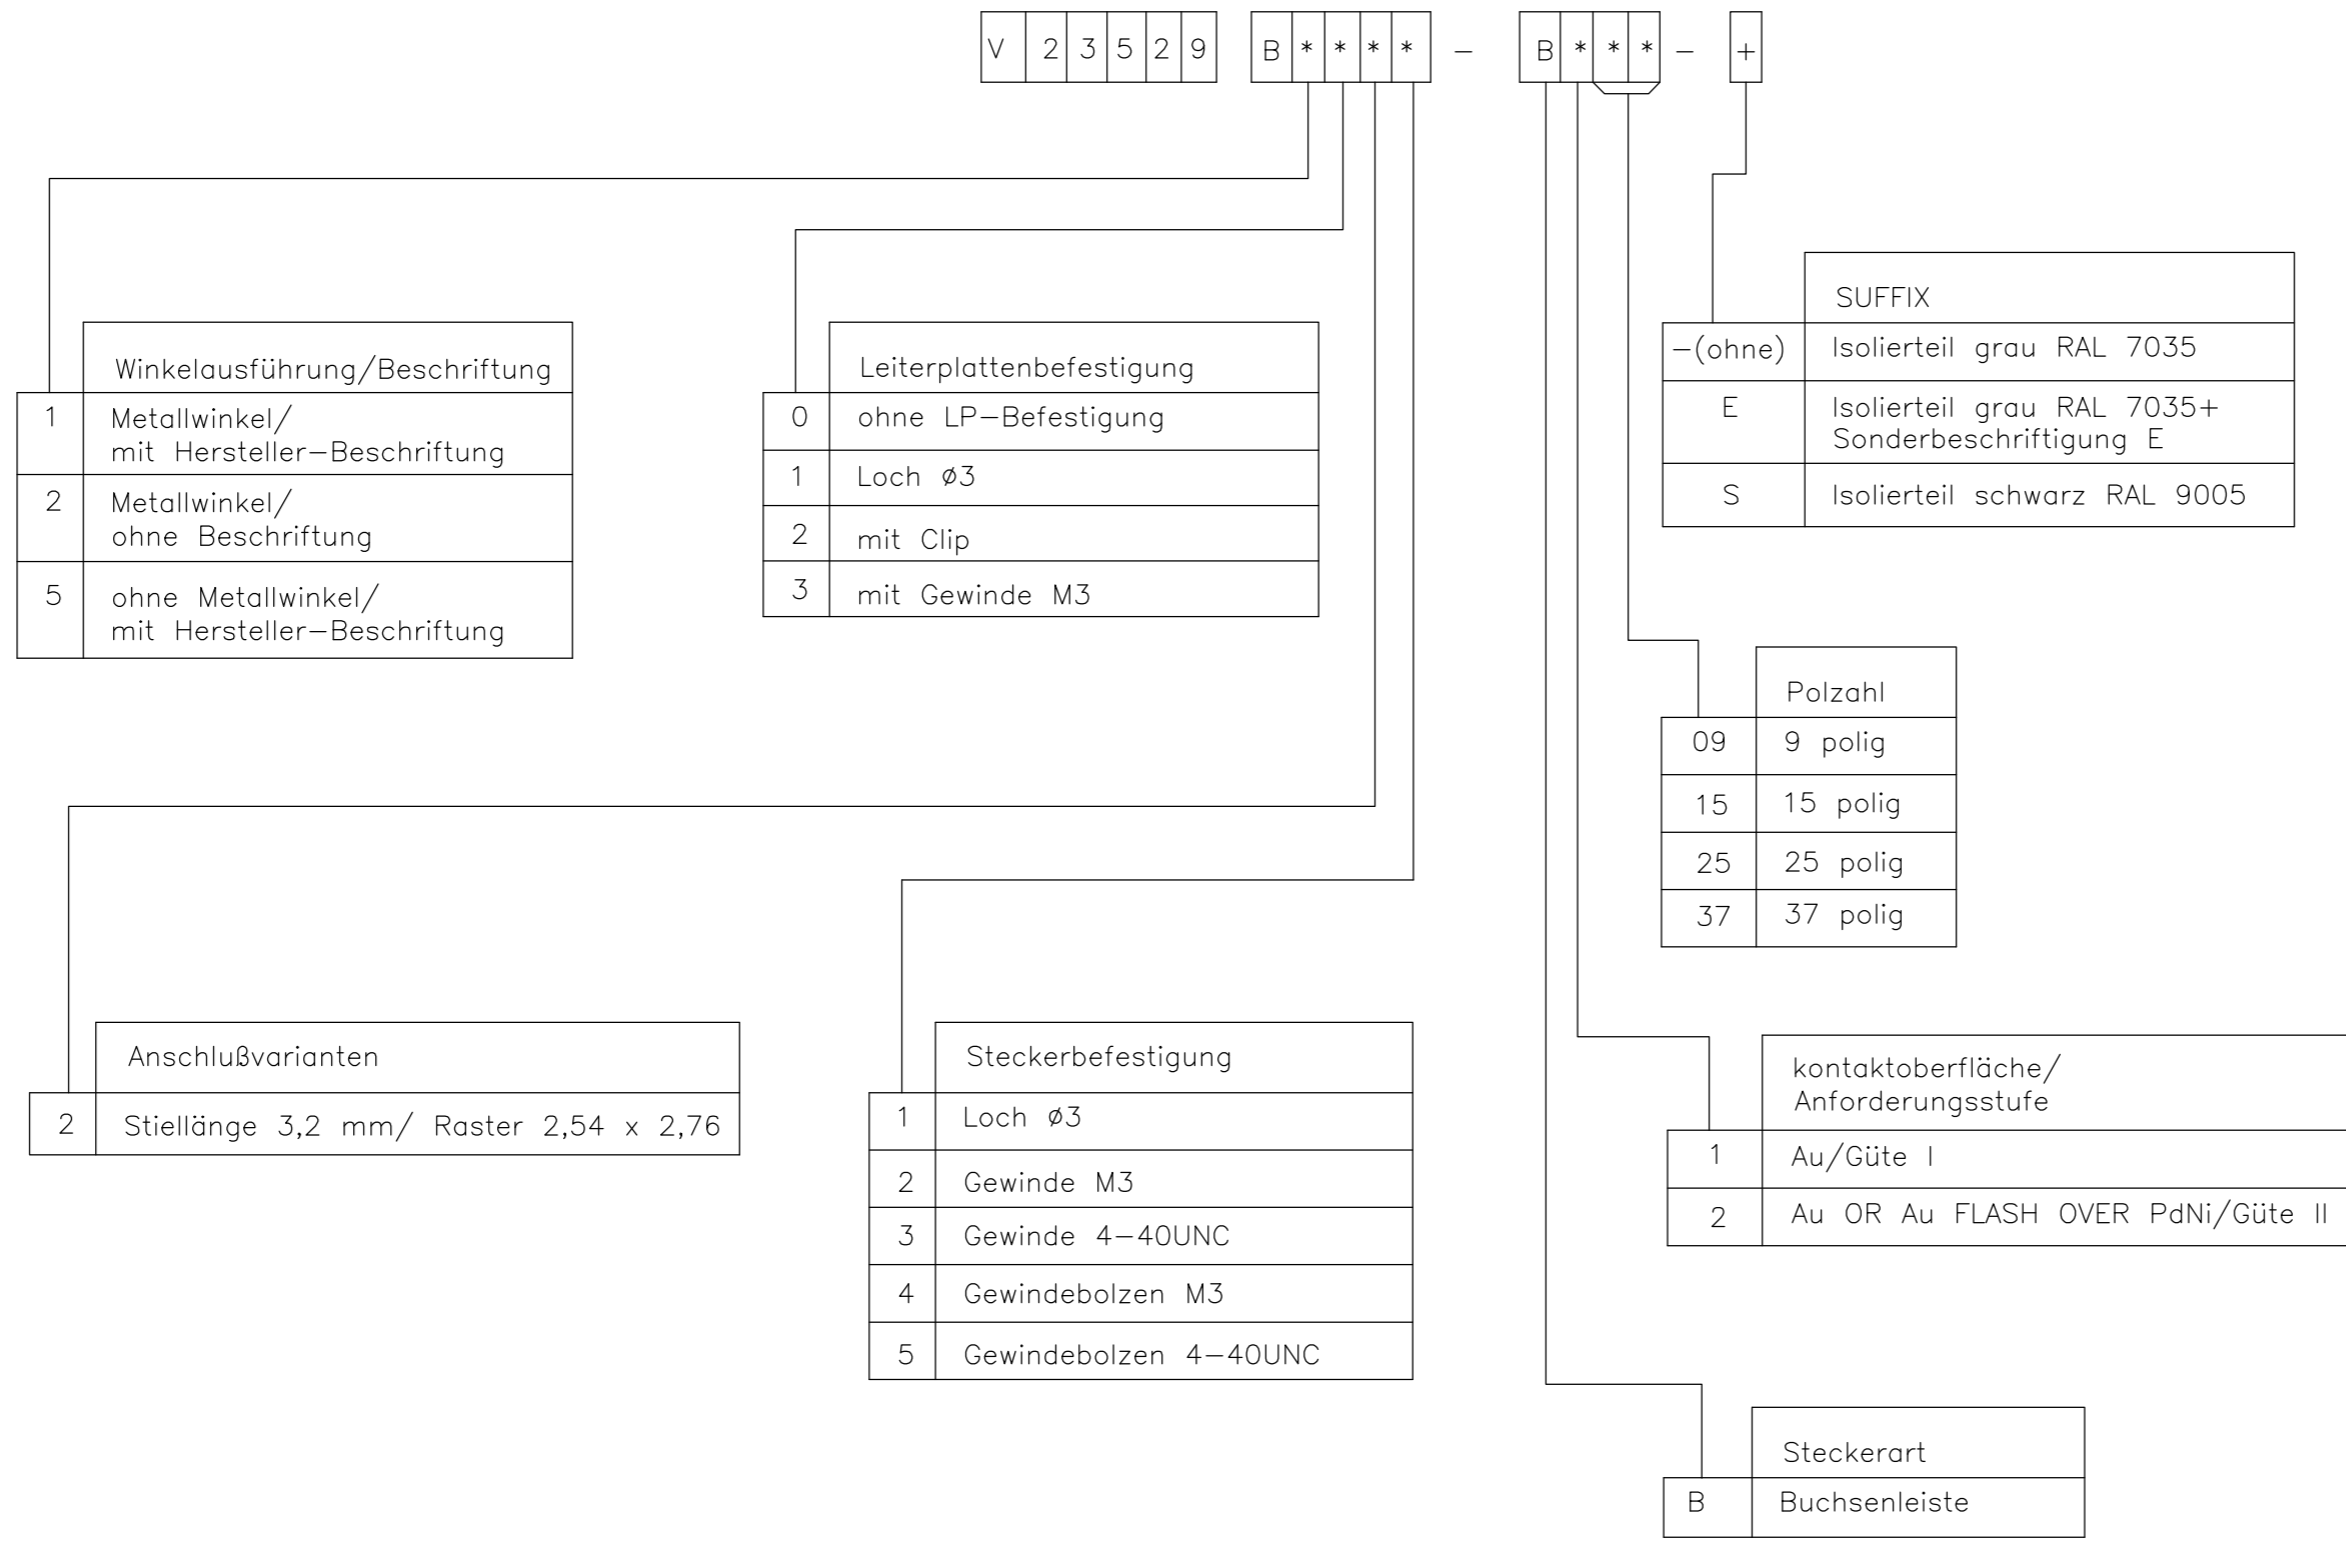 V 2 3 5 2 9 B * * * * - B * * * - +
Winkelausführung/Beschriftung
1 Metallwinkel/
mit Hersteller-Beschriftung
2 Metallwinkel/
ohne Beschriftung
5 ohne Metallwinkel/
mit Hersteller-Beschriftung
Leiterplattenbefestigung
0 ohne LP-Befestigung
1 Loch ø3
2 mit Clip
3 mit Gewinde M3
SUFFIX
-(ohne) Isolierteil grau RAL 7035
E Isolierteil grau RAL 7035+
Sonderbeschriftigung E
S Isolierteil schwarz RAL 9005
Polzahl
09 9 polig
15 15 polig
25 25 polig
37 37 polig
Anschlußvarianten
2 Stiellänge 3,2 mm/ Raster 2,54 x 2,76
Steckerbefestigung
1 Loch ø3
2 Gewinde M3
3 Gewinde 4-40UNC
4 Gewindebolzen M3
5 Gewindebolzen 4-40UNC
kontaktoberfläche/
Anforderungsstufe
1 Au/Güte I
2 Au OR Au FLASH OVER PdNi/Güte II
Steckerart
B Buchsenleiste